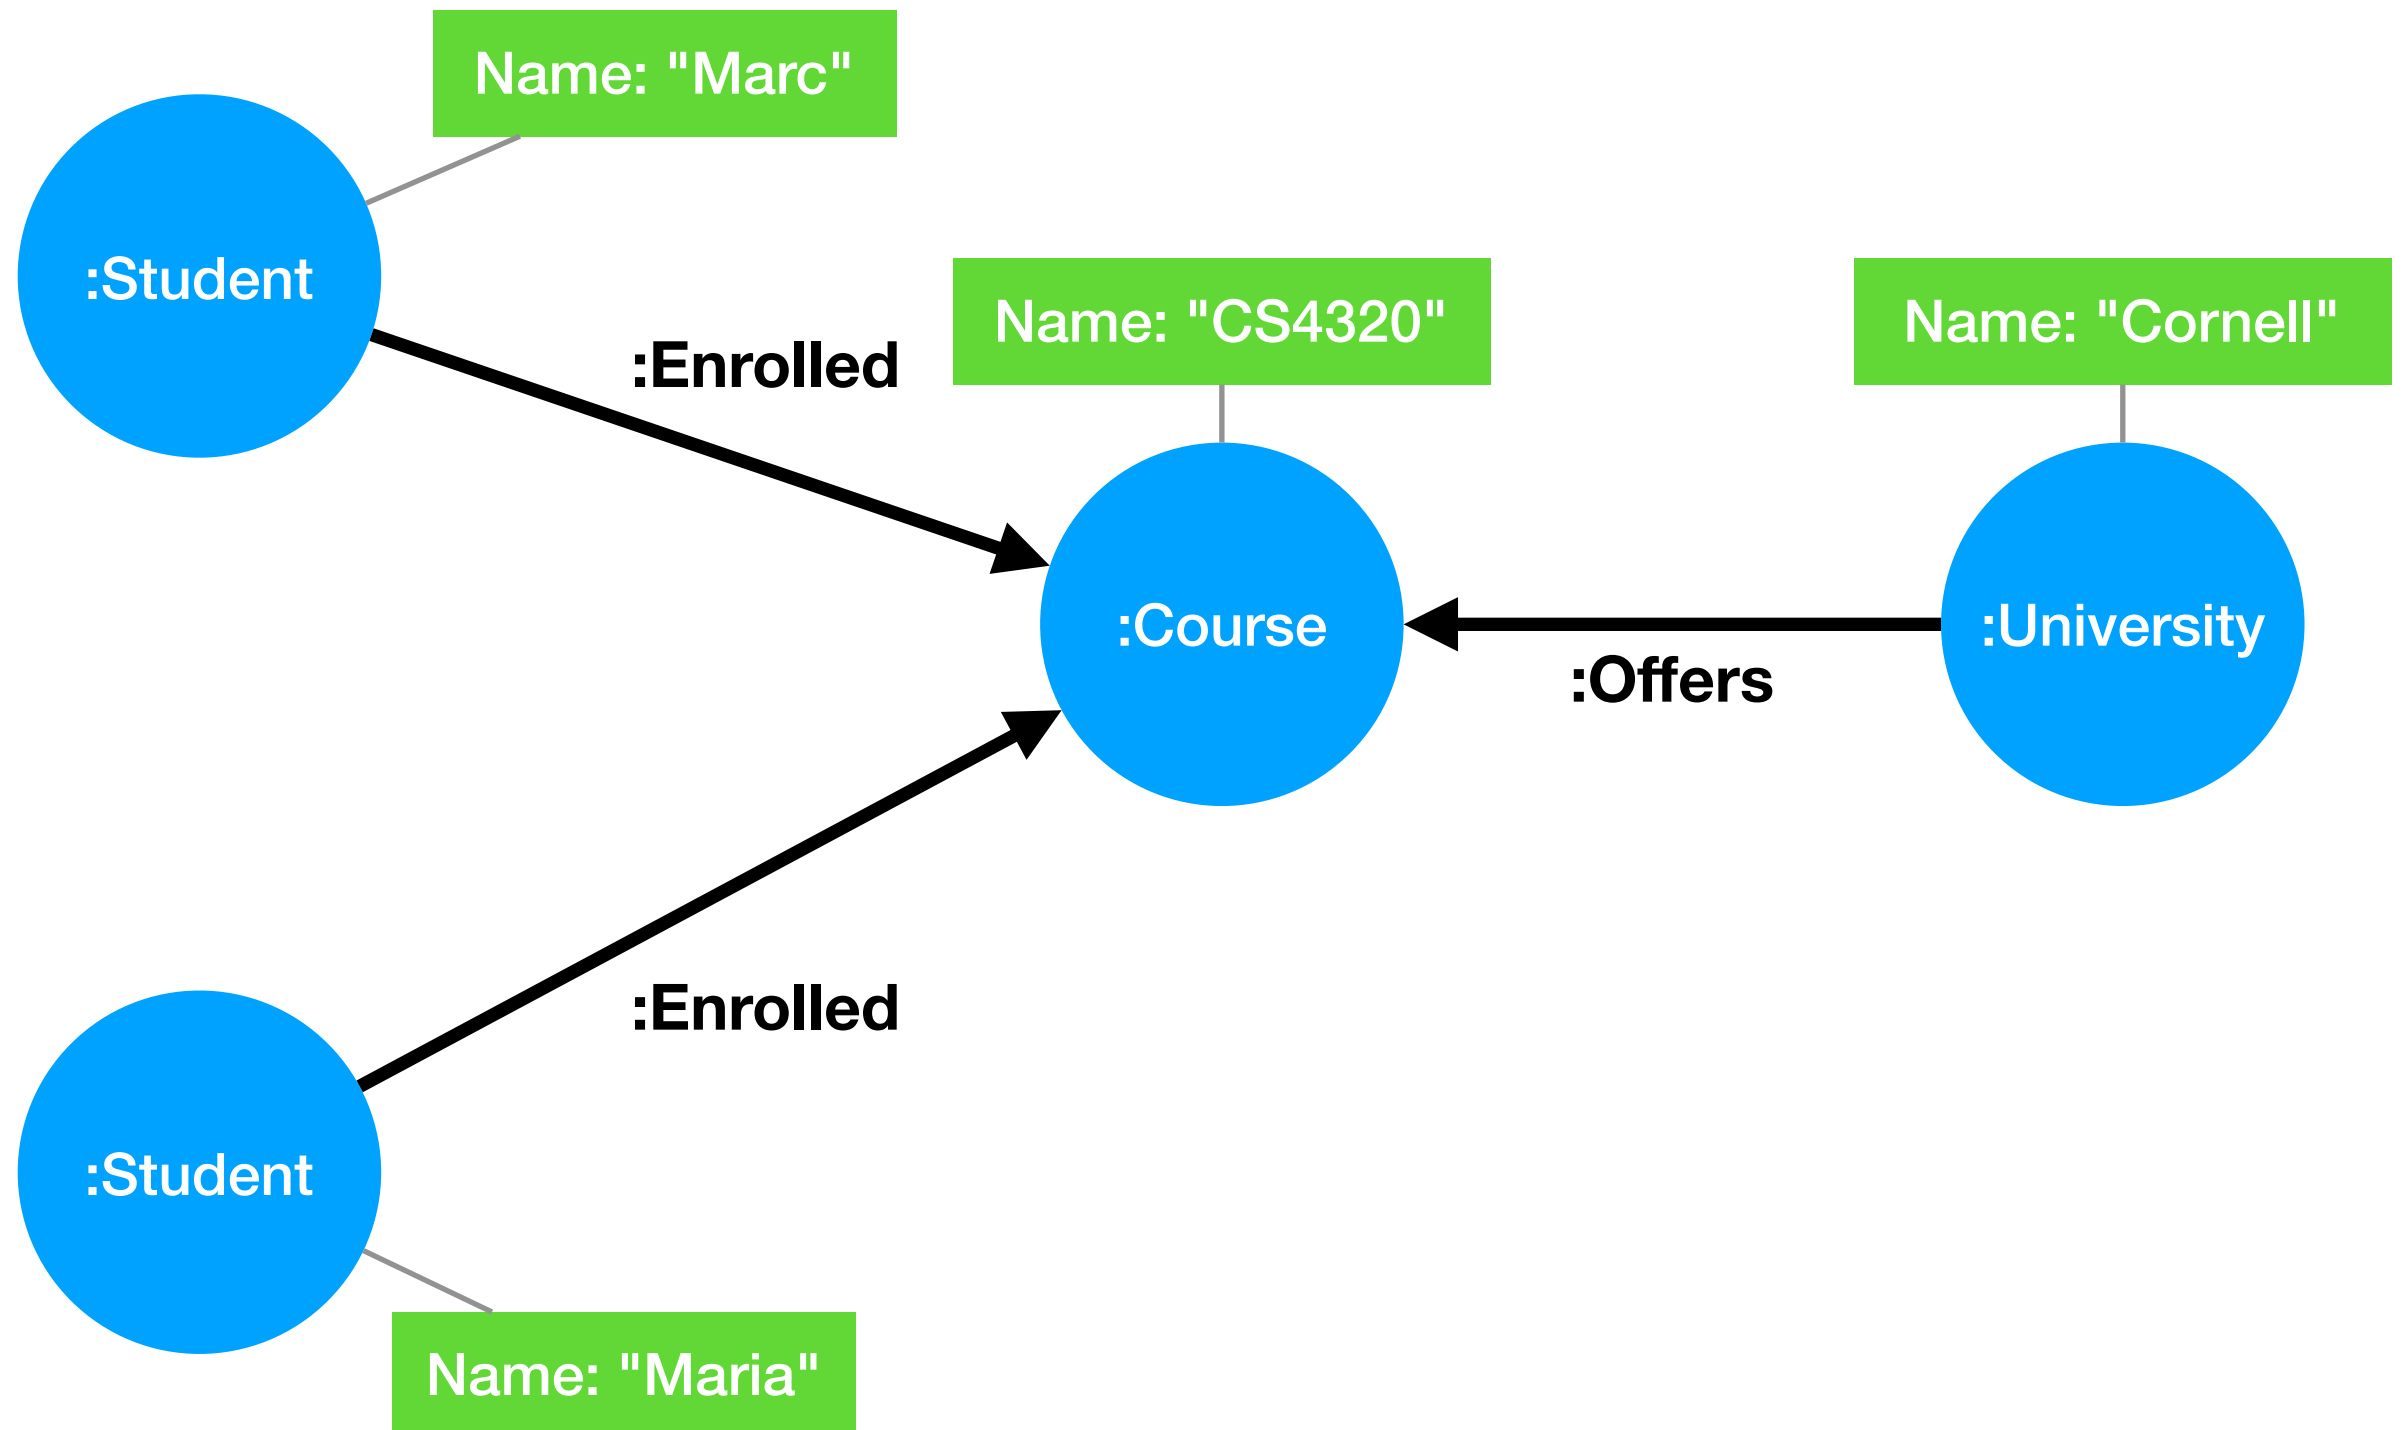 Name: "Marc"
:Student
:Enrolled
Name: "CS4320"
Name: "Cornell"
:Course
:University
:Offers
:Enrolled
:Student
Name: "Maria"